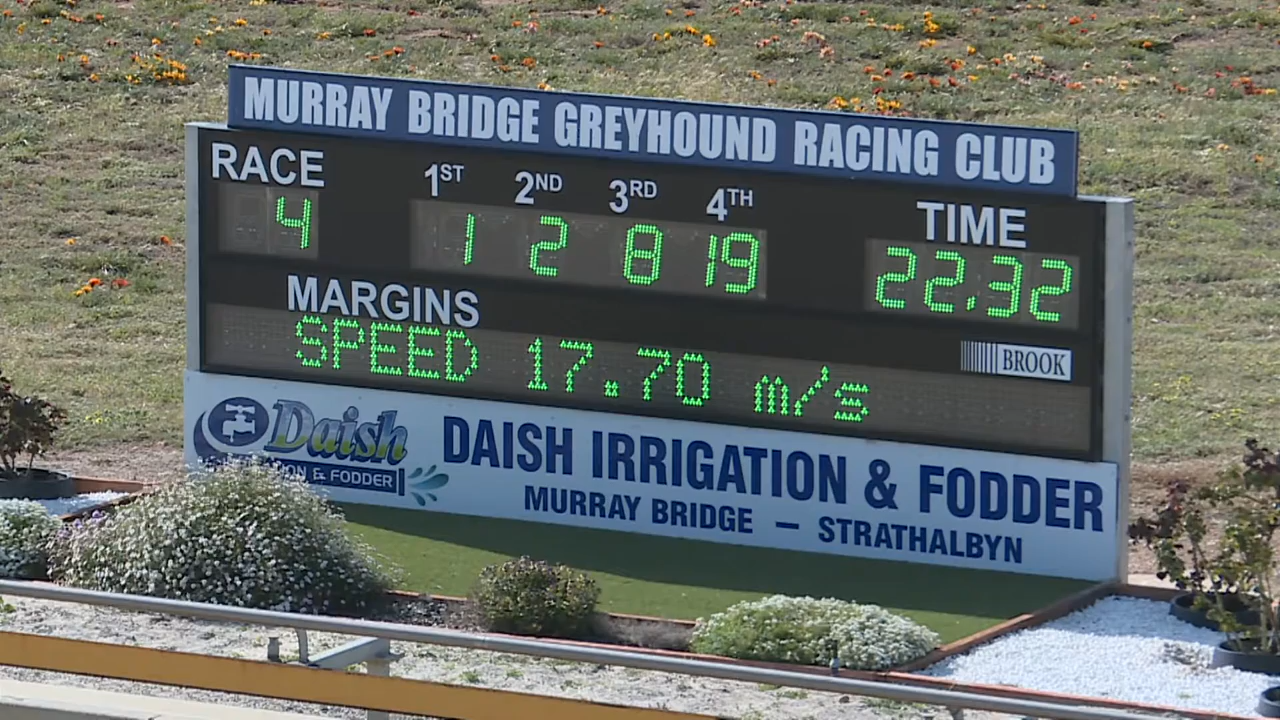 MURRAY BRIDGE GREYHOUND RACING CLUB
RACE 1ST 2ND 3RD 4TH TIME
4 1 2 8 19 22.32
MARGINS
SPEED 17.70 m/s
BROOK
Daish
& FODDER
DAISH IRRIGATION & FODDER
MURRAY BRIDGE – STRATHALBYN